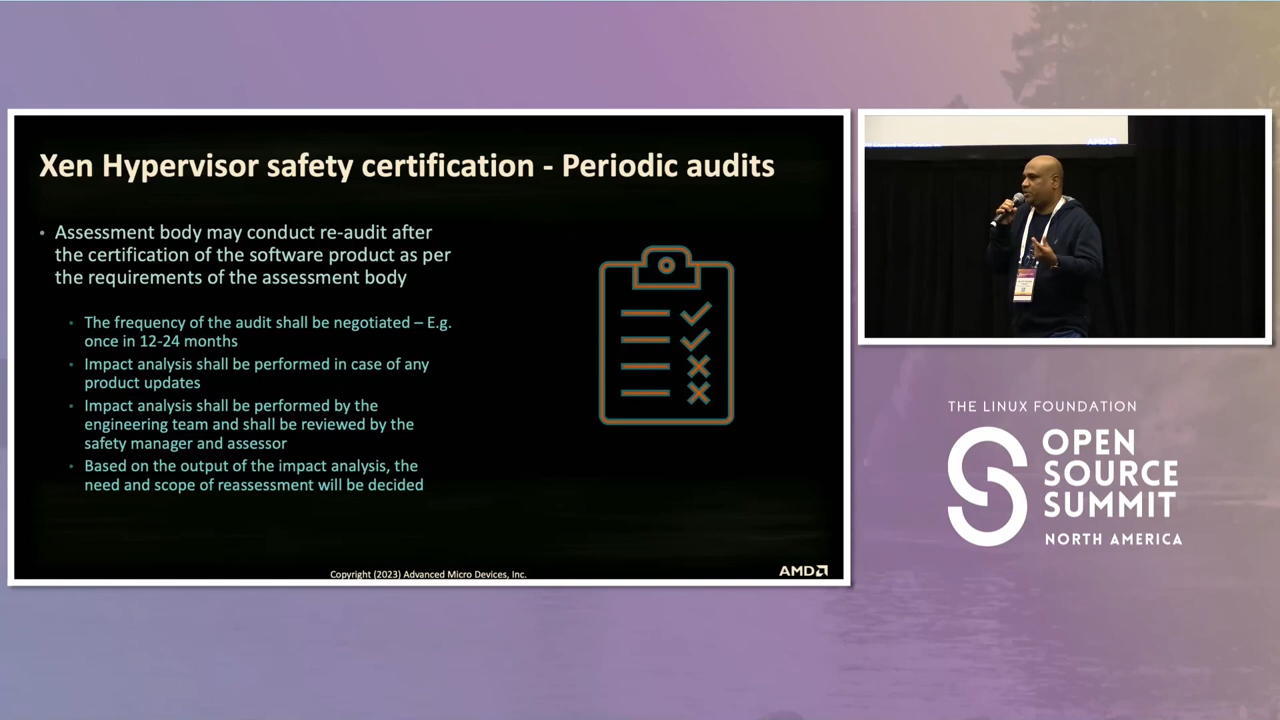 Xen Hypervisor safety certification - Periodic audits
• Assessment body may conduct re-audit after
the certification of the software product as per
the requirements of the assessment body
• The frequency of the audit shall be negotiated – E.g.
once in 12-24 months
• Impact analysis shall be performed in case of any
product updates
• Impact analysis shall be performed by the
engineering team and shall be reviewed by the
safety manager and assessor
• Based on the output of the impact analysis, the
need and scope of reassessment will be decided
Copyright (2023) Advanced Micro Devices, Inc.
AMD
AMD
THE LINUX FOUNDATION
OPEN
SOURCE
SUMMIT
NORTH AMERICA